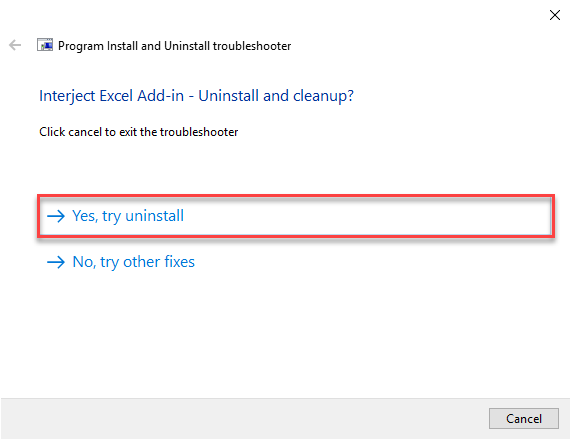 Program Install and Uninstall troubleshooter
Interject Excel Add-in - Uninstall and cleanup?
Click cancel to exit the troubleshooter
Yes, try uninstall
No, try other fixes
Cancel